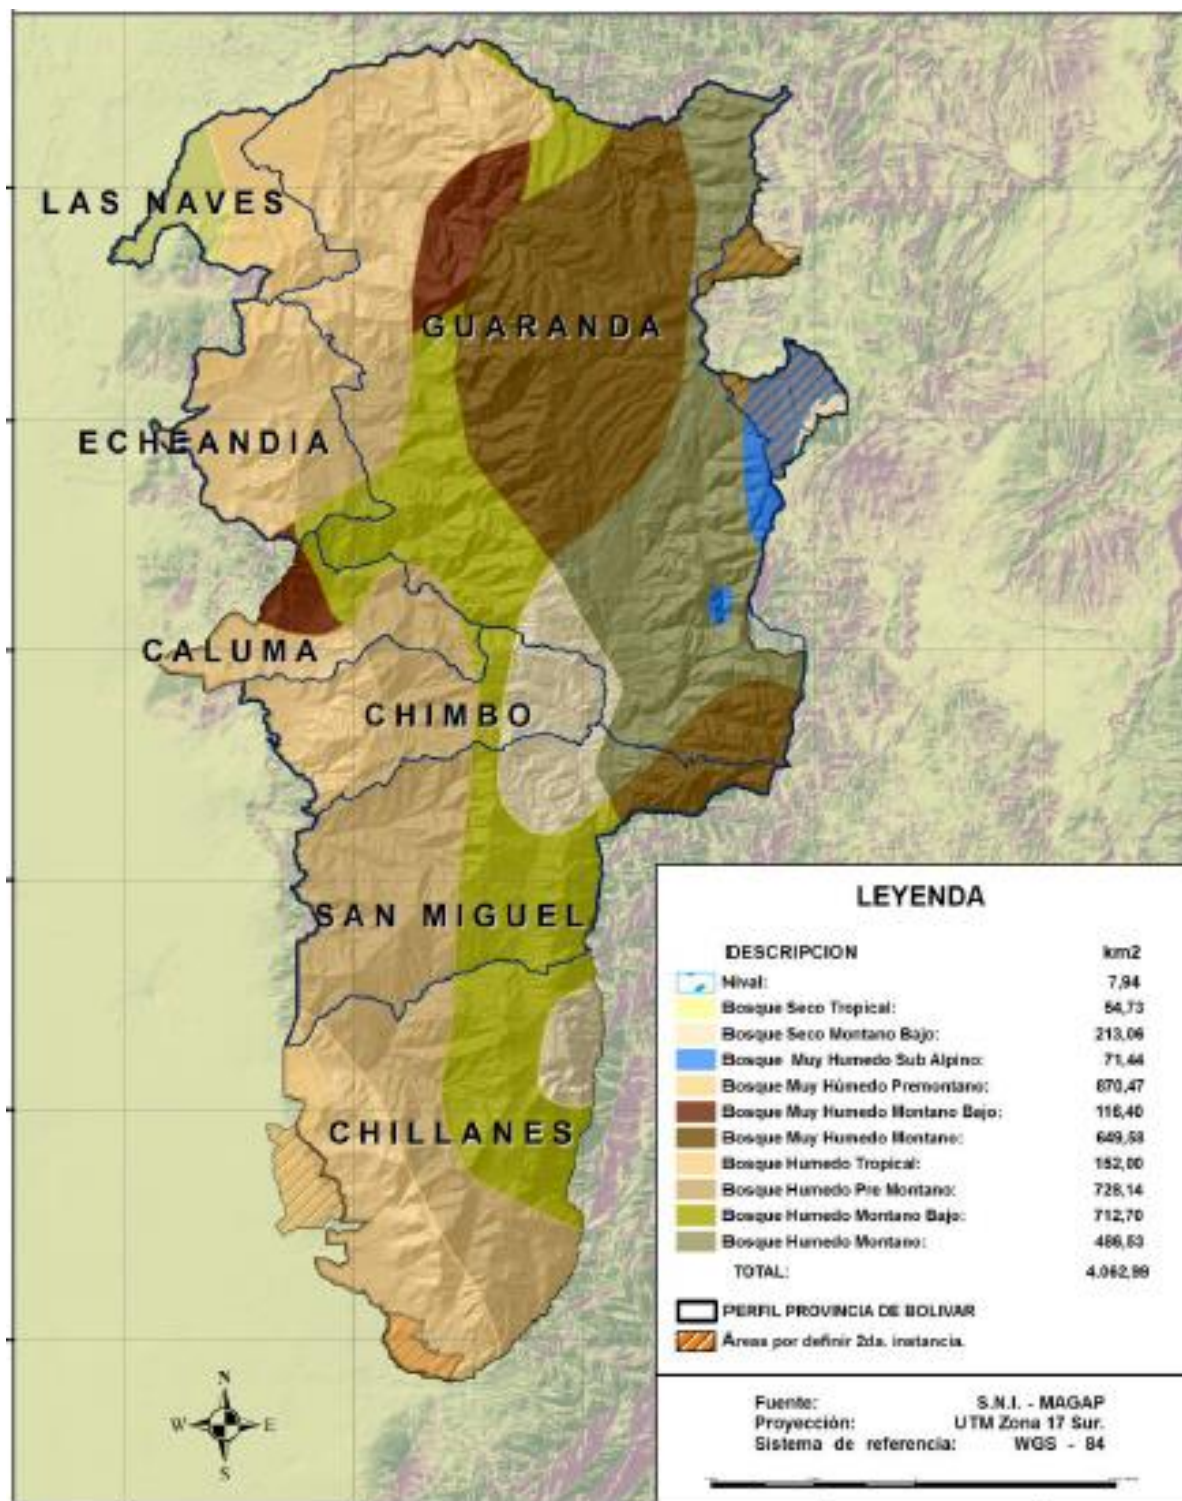 LAS NAVES
GUARANDA
ECHEANDIA
CALUMA
CHIMBO
SAN MIGUEL
CHILLANES
LEYENDA
DESCRIPCION km2
Nival: 7,94
Bosque Seco Tropical: 54,73
Bosque Seco Montano Bajo: 213,06
Bosque Muy Humedo Sub Alpino: 71,44
Bosque Muy Húmedo Premontano: 870,47
Bosque Muy Humedo Montano Bajo: 116,40
Bosque Muy Humedo Montano: 649,58
Bosque Humedo Tropical: 152,00
Bosque Humedo Pre Montano: 728,14
Bosque Humedo Montano Bajo: 712,70
Bosque Humedo Montano: 486,53
TOTAL: 4.062,99
PERFIL PROVINCIA DE BOLIVAR
Áreas por definir 2da. instancia.
Fuente: S.N.I. - MAGAP
Proyección: UTM Zona 17 Sur.
Sistema de referencia: WGS - 84
N
W E
S